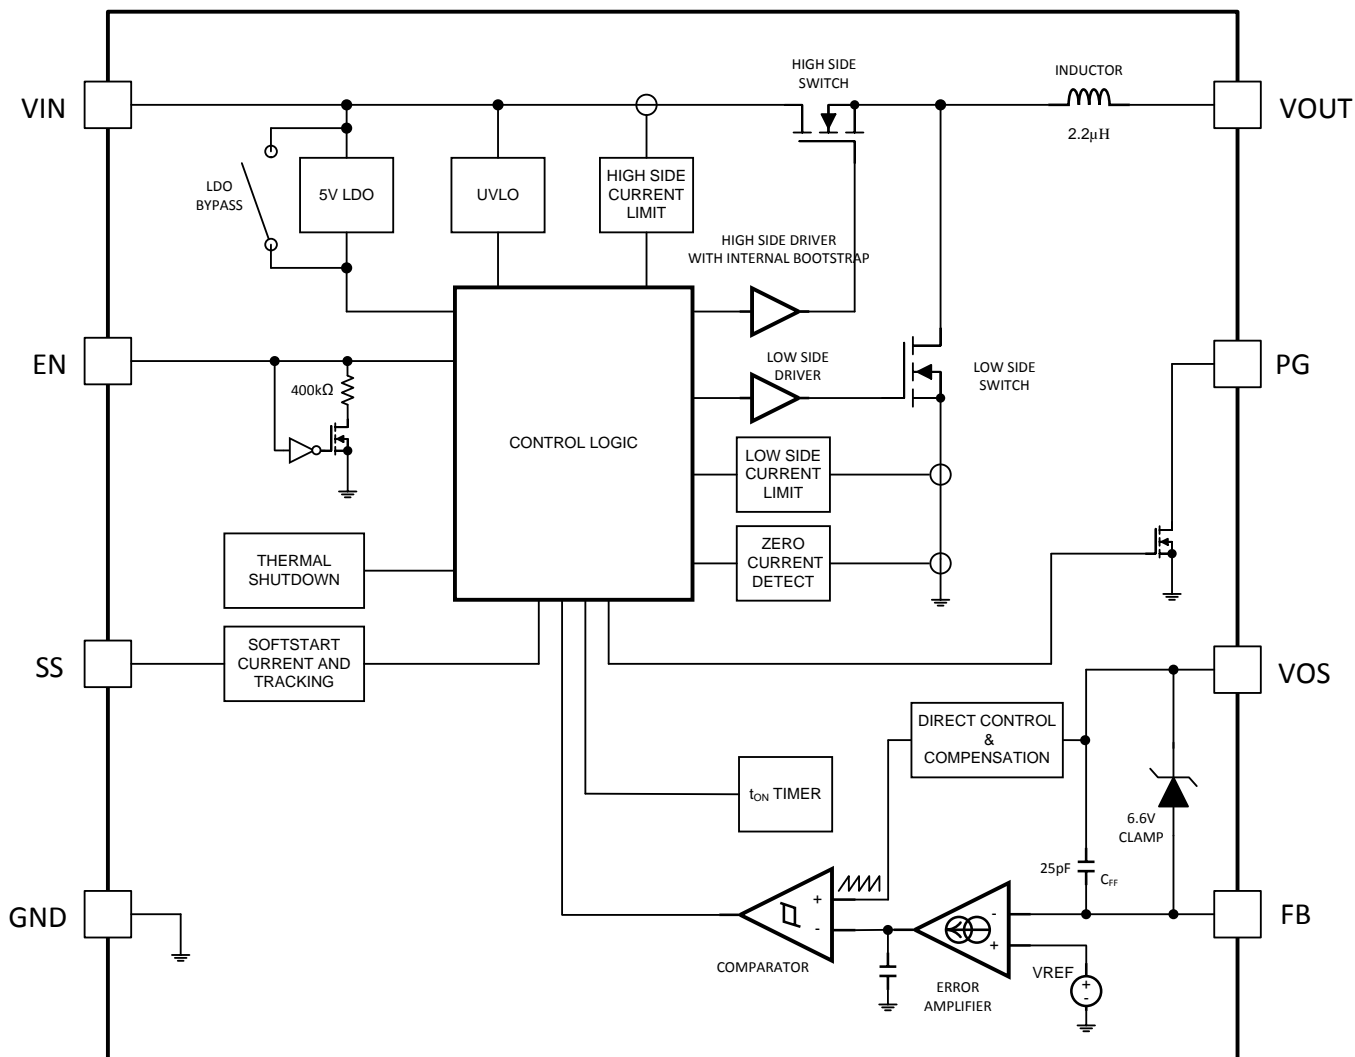 HIGH SIDE
SWITCH
INDUCTOR
VIN
VOUT
2.2µH
LDO
BYPASS
5V LDO
UVLO
HIGH SIDE
CURRENT
LIMIT
HIGH SIDE DRIVER
WITH INTERNAL BOOTSTRAP
EN
400kΩ
LOW SIDE
DRIVER
LOW SIDE
SWITCH
PG
CONTROL LOGIC
LOW SIDE
CURRENT
LIMIT
THERMAL
SHUTDOWN
ZERO
CURRENT
DETECT
SS
SOFTSTART
CURRENT AND
TRACKING
VOS
DIRECT CONTROL
&
COMPENSATION
tON TIMER
6.6V
CLAMP
25pF
CFF
GND
+
-
-
+
FB
COMPARATOR
ERROR
AMPLIFIER
VREF
+
-